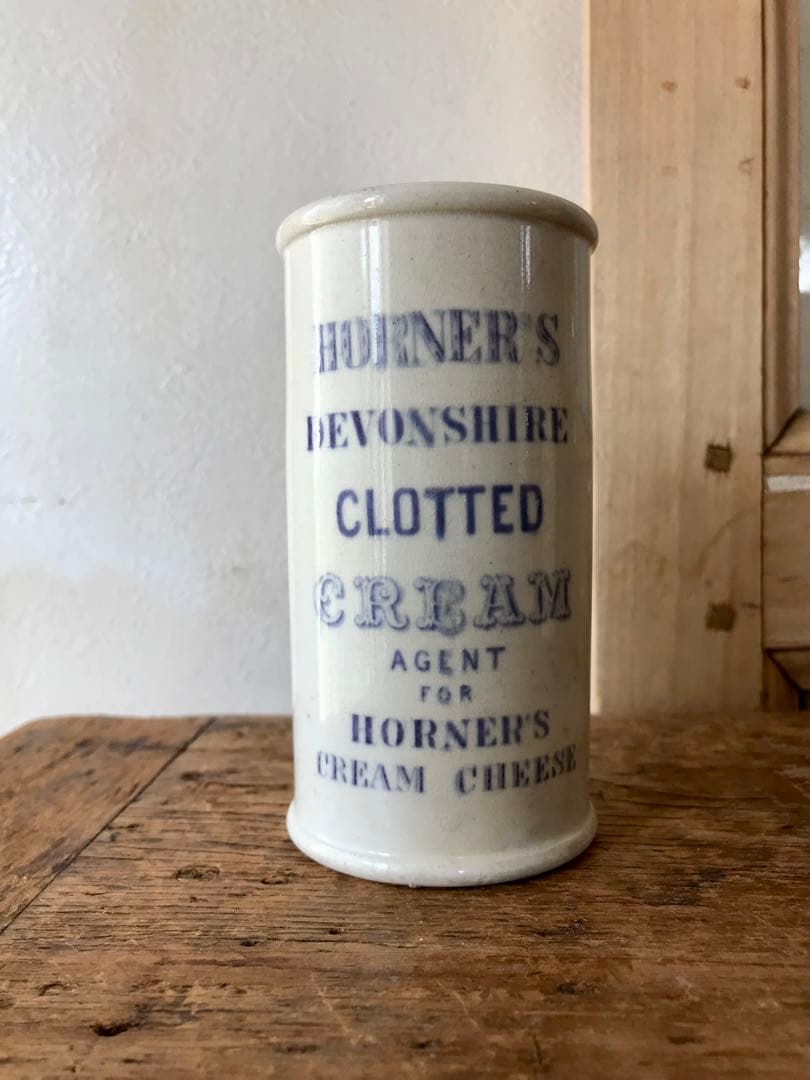 HORNER'S
DEVONSHIRE
CLOTTED
CREAM
AGENT
FOR
HORNER'S
CREAM CHEESE